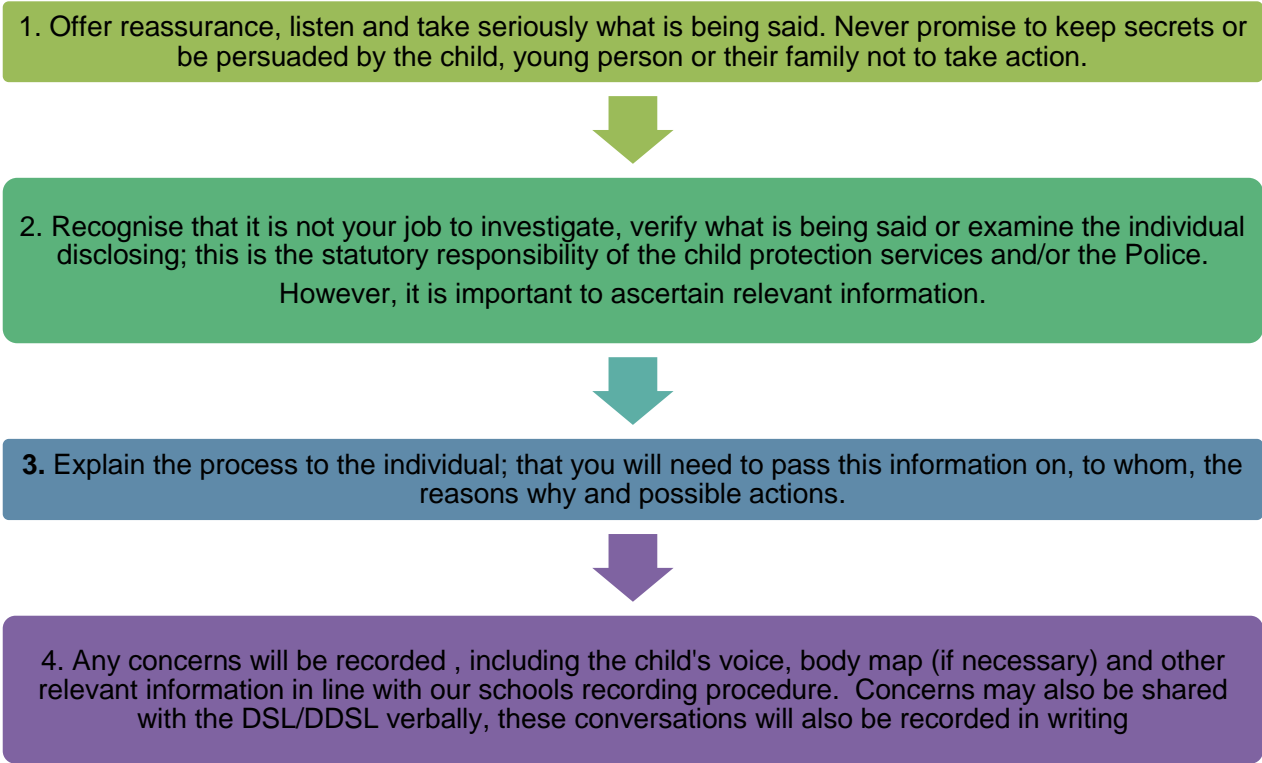 1. Offer reassurance, listen and take seriously what is being said. Never promise to keep secrets or
be persuaded by the child, young person or their family not to take action.
2. Recognise that it is not your job to investigate, verify what is being said or examine the individual
disclosing; this is the statutory responsibility of the child protection services and/or the Police.
However, it is important to ascertain relevant information.
3. Explain the process to the individual; that you will need to pass this information on, to whom, the
reasons why and possible actions.
4. Any concerns will be recorded , including the child's voice, body map (if necessary) and other
relevant information in line with our schools recording procedure.  Concerns may also be shared
with the DSL/DDSL verbally, these conversations will also be recorded in writing